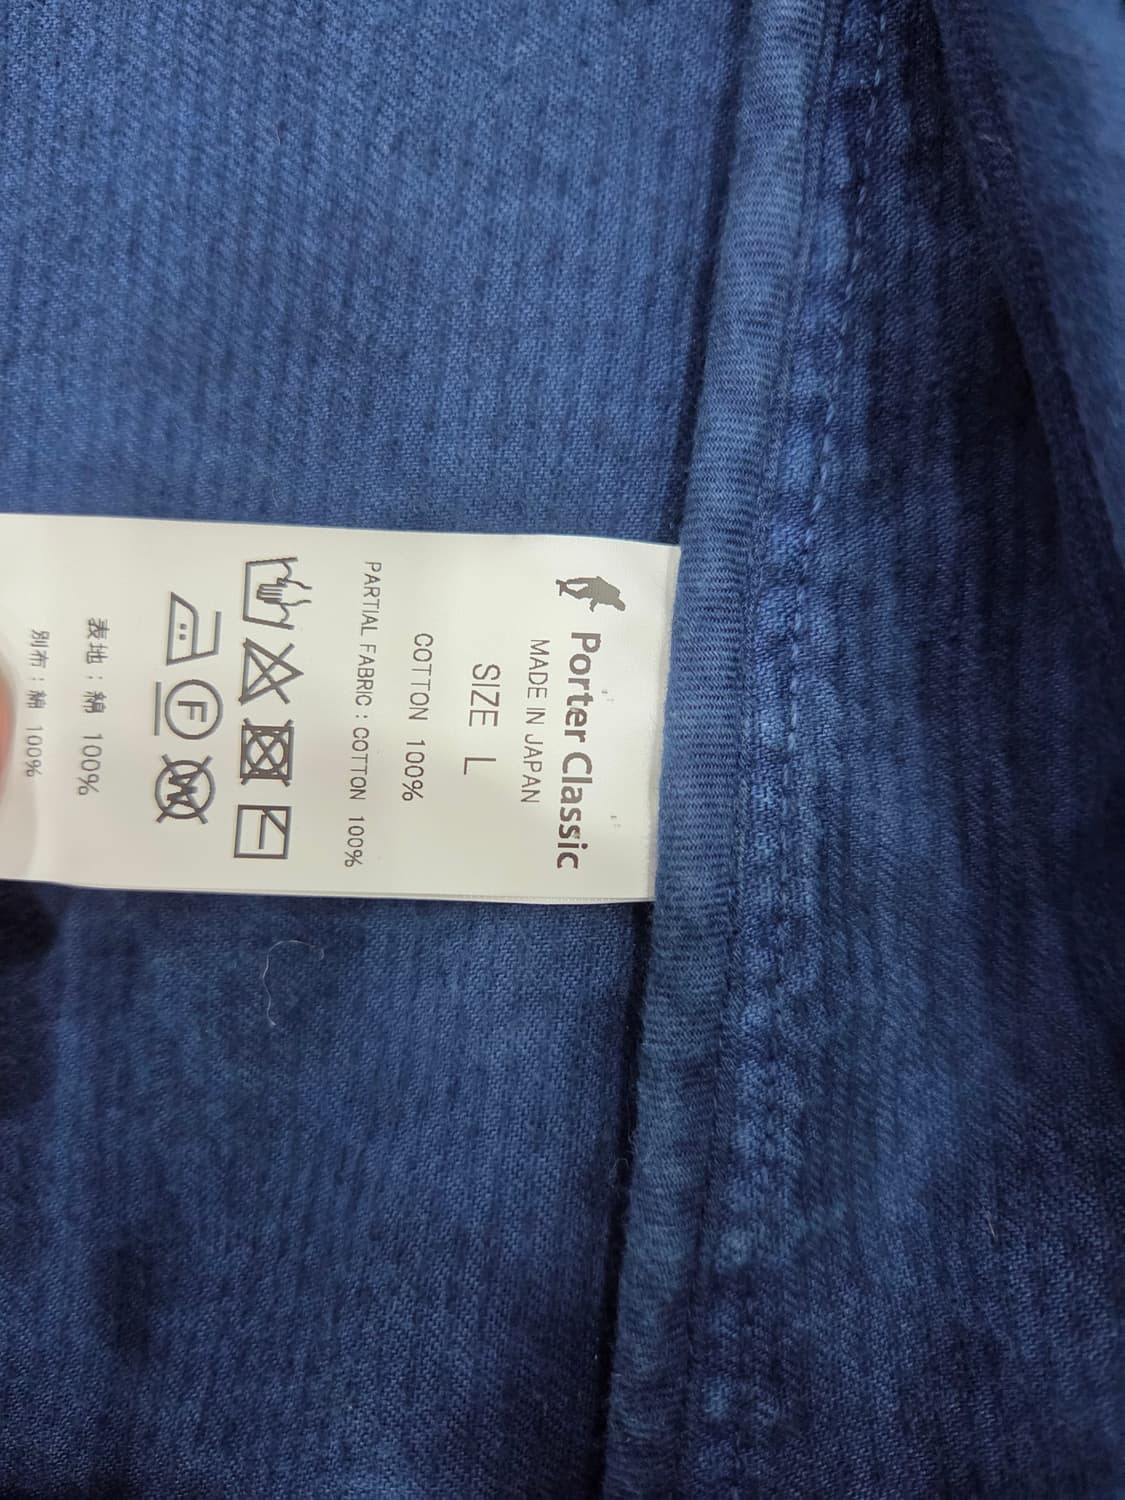 Porter Classic
MADE IN JAPAN
SIZE L
COTTON 100%
PARTIAL FABRIC : COTTON 100%
F
W
表地 : 綿 100%
別布 : 綿 100%